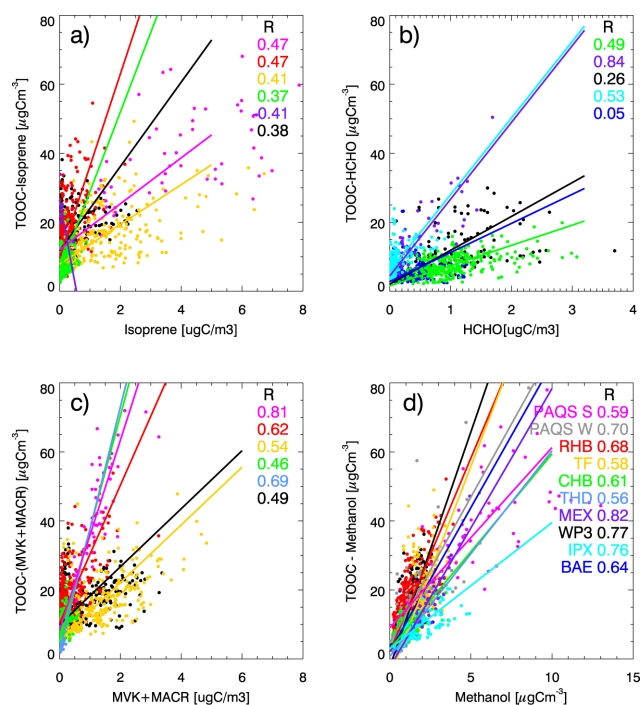 a)
R
0.47
0.47
0.41
0.37
0.41
0.38
80
60
40
20
0
TOOC-Isoprene [µgCm⁻³]
0 2 4 6 8
Isoprene [ugC/m3]
b)
R
0.49
0.84
0.26
0.53
0.05
80
60
40
20
0
TOOC-HCHO [µgCm⁻³]
0 1 2 3 4
HCHO[ugC/m3]
c)
R
0.81
0.62
0.54
0.46
0.69
0.49
80
60
40
20
0
TOOC-(MVK+MACR) [µgCm⁻³]
0 2 4 6 8
MVK+MACR [ugC/m3]
d)
R
PAQS S 0.59
PAQS W 0.70
RHB 0.68
TF 0.58
CHB 0.61
THD 0.56
MEX 0.82
WP3 0.77
IPX 0.76
BAE 0.64
80
60
40
20
0
TOOC - Methanol [µgCm⁻³]
0 5 10 15
Methanol [µgCm⁻³]